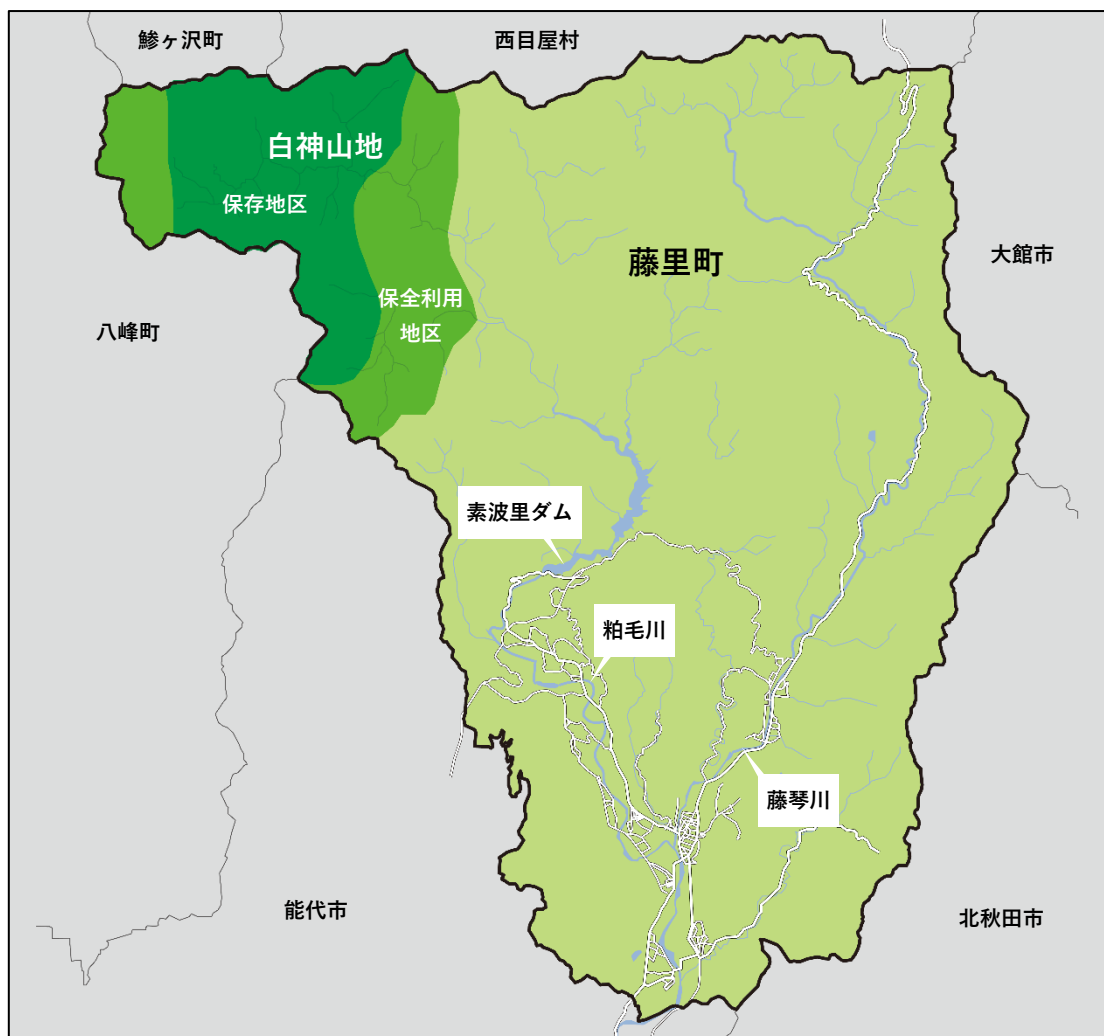 鰺ヶ沢町
西目屋村
白神山地
保存地区
藤里町
大館市
保全利用
地区
八峰町
素波里ダム
粕毛川
藤琴川
能代市
北秋田市